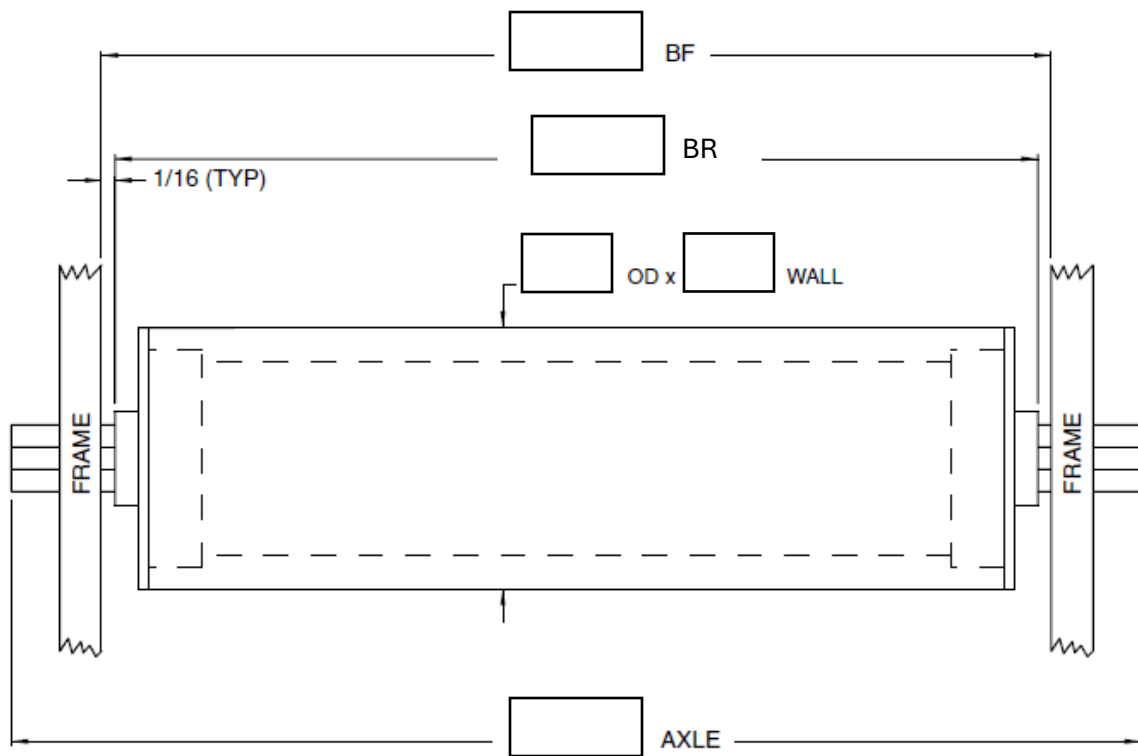 BF
BR
1/16 (TYP)
OD x WALL
FRAME
FRAME
AXLE